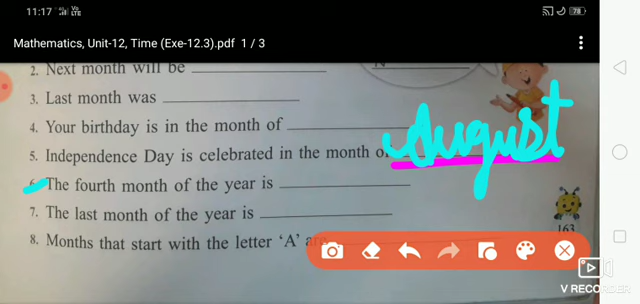 11:17 Vo LTE 78
Mathematics, Unit-12, Time (Exe-12.3).pdf 1 / 3
2. Next month will be
3. Last month was
4. Your birthday is in the month of
5. Independence Day is celebrated in the month August
6. The fourth month of the year is
7. The last month of the year is
8. Months that start with the letter 'A'
163
V RECORDER